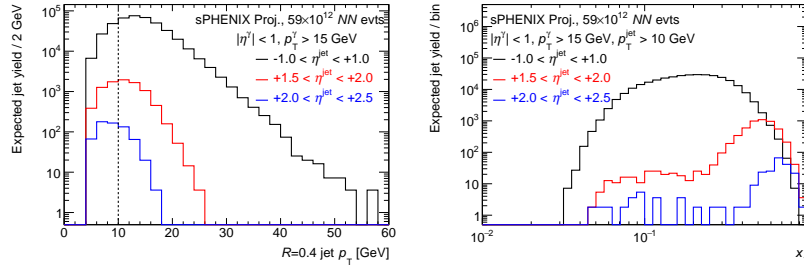 sPHENIX Proj., 59×10¹² NN evts
|η^γ| < 1, p_T^γ > 15 GeV
-1.0 < η^jet < +1.0
+1.5 < η^jet < +2.0
+2.0 < η^jet < +2.5
Expected jet yield / 2 GeV
10⁵
10⁴
10³
10²
10
1
0 10 20 30 40 50 60
R=0.4 jet p_T [GeV]
sPHENIX Proj., 59×10¹² NN evts
|η^γ| < 1, p_T^γ > 15 GeV, p_T^jet > 10 GeV
-1.0 < η^jet < +1.0
+1.5 < η^jet < +2.0
+2.0 < η^jet < +2.5
Expected jet yield / bin
10⁶
10⁵
10⁴
10³
10²
10
1
10⁻² 10⁻¹
x